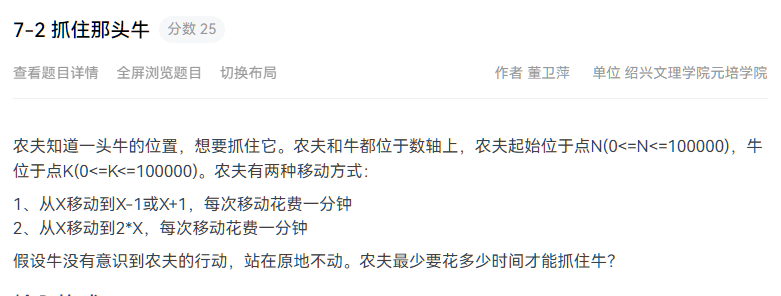 7-2 抓住那头牛 分数 25
查看题目详情 全屏浏览题目 切换布局 作者 董卫萍 单位 绍兴文理学院元培学院
农夫知道一头牛的位置，想要抓住它。农夫和牛都位于数轴上，农夫起始位于点N(0<=N<=100000)，牛
位于点K(0<=K<=100000)。农夫有两种移动方式：
1、从X移动到X-1或X+1，每次移动花费一分钟
2、从X移动到2*X，每次移动花费一分钟
假设牛没有意识到农夫的行动，站在原地不动。农夫最少要花多少时间才能抓住牛？